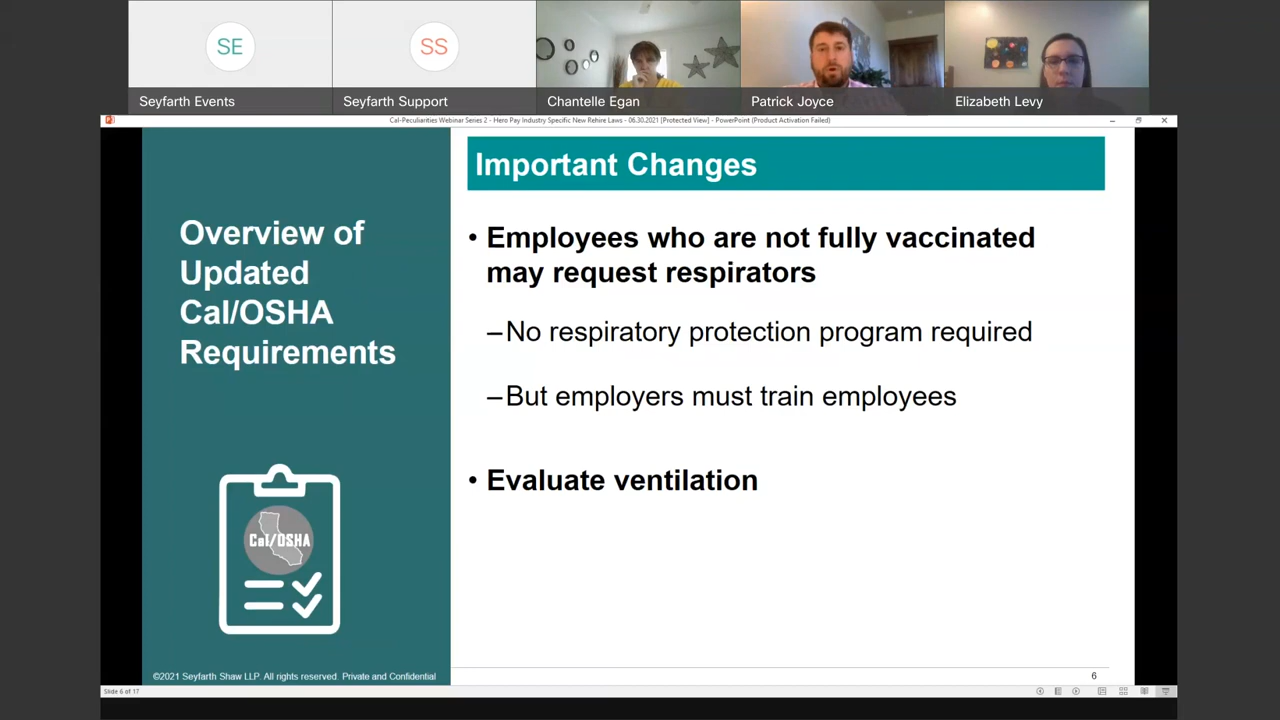 SE
SS
Seyfarth Events
Seyfarth Support
Chantelle Egan
Patrick Joyce
Elizabeth Levy
Cal-Peculiarities Webinar Series 2 - Hero Pay Industry Specific New Rehire Laws - 06.30.2021 [Protected View] - PowerPoint (Product Activation Failed)
Overview of
Updated
Cal/OSHA
Requirements
Cal/OSHA
©2021 Seyfarth Shaw LLP. All rights reserved. Private and Confidential
Important Changes
• Employees who are not fully vaccinated
may request respirators
–No respiratory protection program required
–But employers must train employees
• Evaluate ventilation
6
Slide 6 of 17